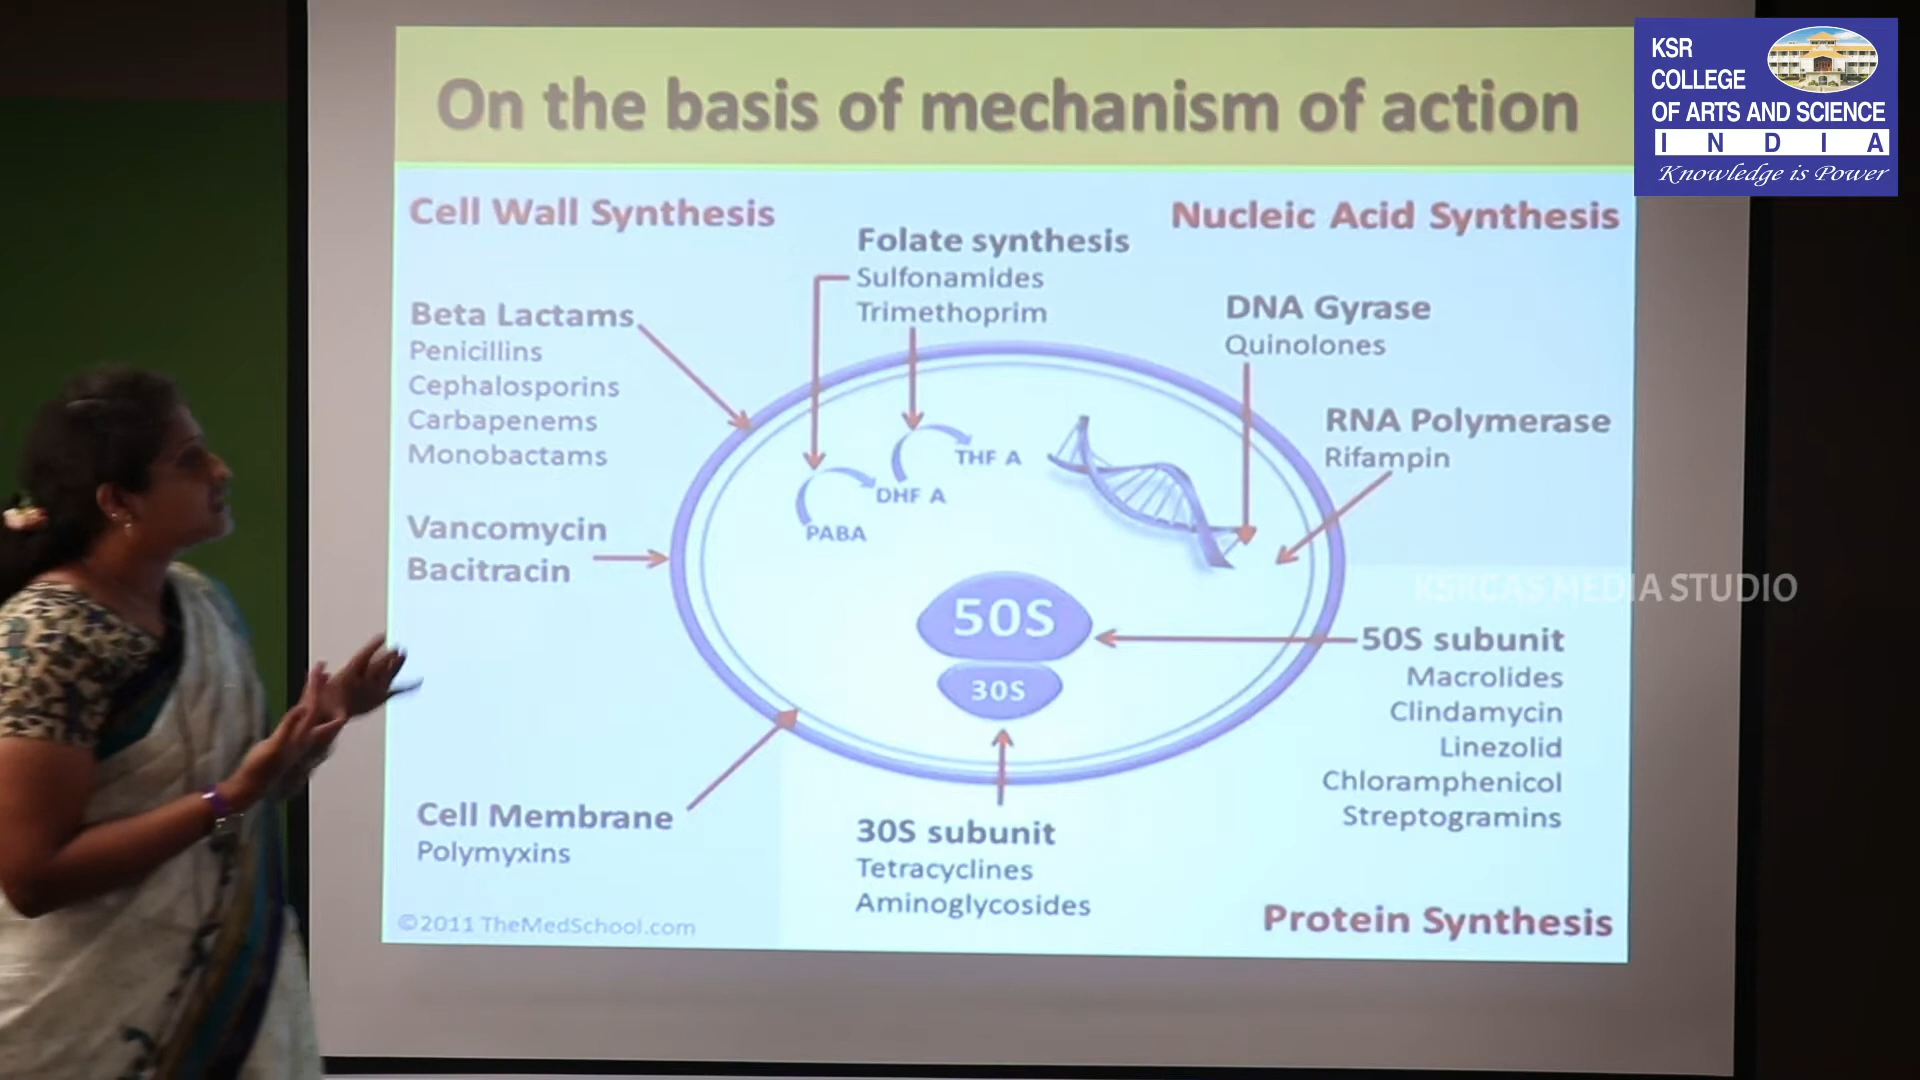 On the basis of mechanism of action
KSR
COLLEGE
OF ARTS AND SCIENCE
I N D I A
Knowledge is Power
Cell Wall Synthesis
Beta Lactams
Penicillins
Cephalosporins
Carbapenems
Monobactams
Vancomycin
Bacitracin
Folate synthesis
Sulfonamides
Trimethoprim
THF A
DHF A
PABA
Nucleic Acid Synthesis
DNA Gyrase
Quinolones
RNA Polymerase
Rifampin
KSRCAS MEDIA STUDIO
50S
30S
50S subunit
Macrolides
Clindamycin
Linezolid
Chloramphenicol
Streptogramins
Cell Membrane
Polymyxins
30S subunit
Tetracyclines
Aminoglycosides
Protein Synthesis
©2011 TheMedSchool.com